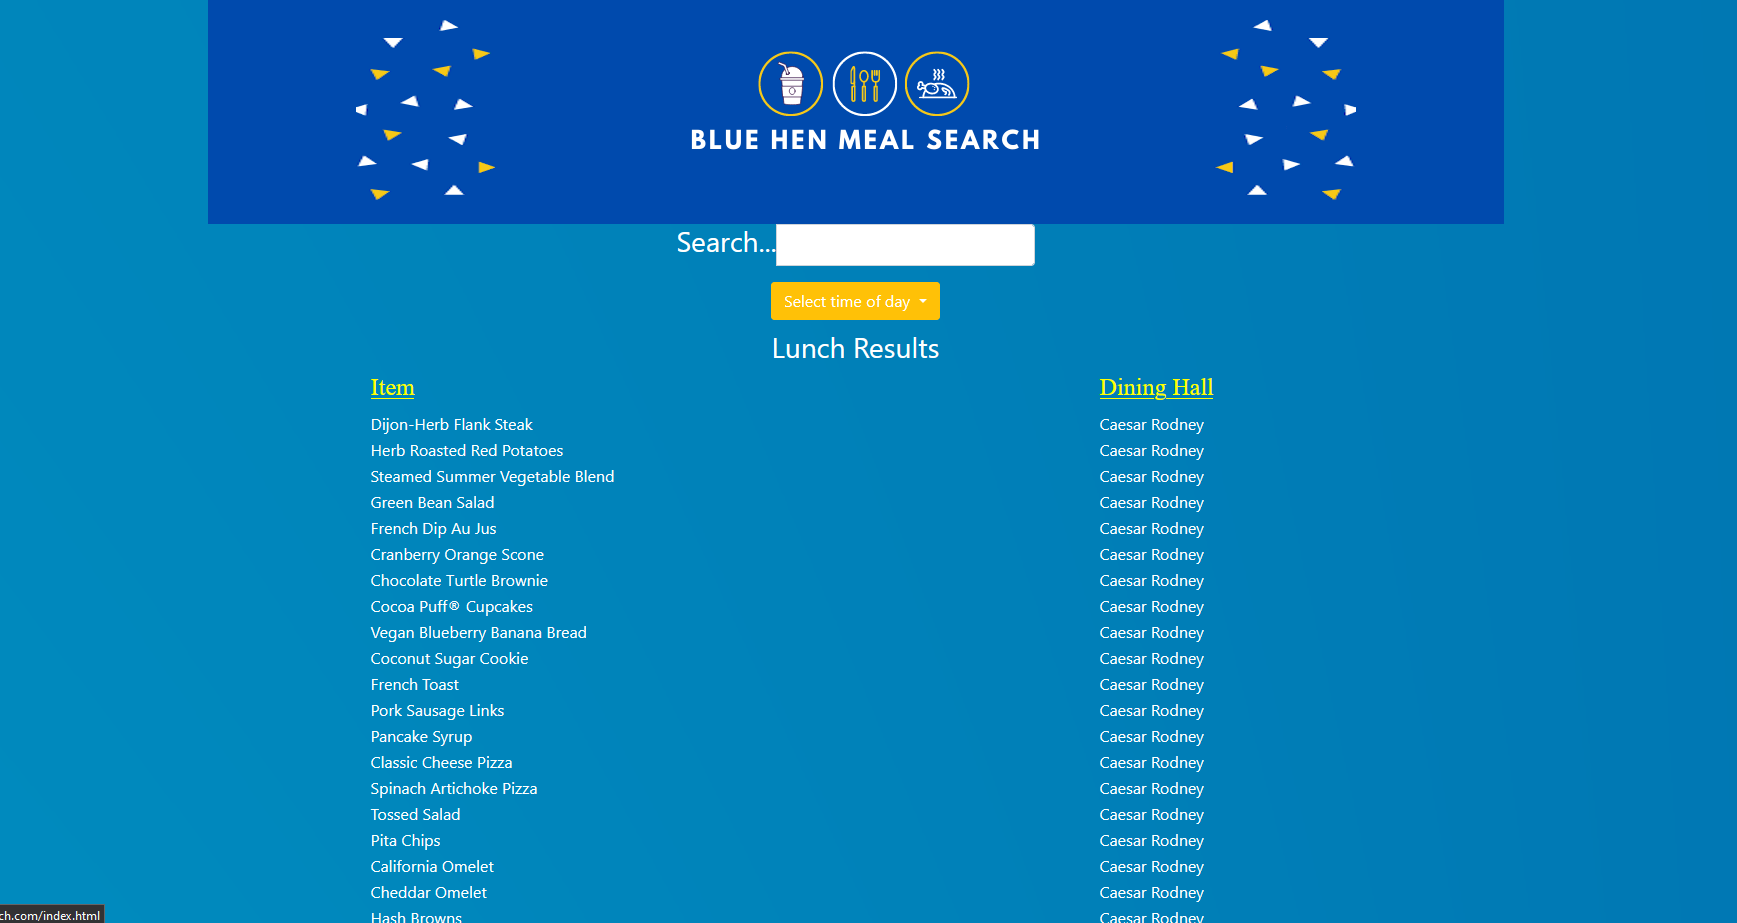 BLUE HEN MEAL SEARCH
Search...
Select time of day
Lunch Results
Item Dining Hall
Dijon-Herb Flank Steak Caesar Rodney
Herb Roasted Red Potatoes Caesar Rodney
Steamed Summer Vegetable Blend Caesar Rodney
Green Bean Salad Caesar Rodney
French Dip Au Jus Caesar Rodney
Cranberry Orange Scone Caesar Rodney
Chocolate Turtle Brownie Caesar Rodney
Cocoa Puff® Cupcakes Caesar Rodney
Vegan Blueberry Banana Bread Caesar Rodney
Coconut Sugar Cookie Caesar Rodney
French Toast Caesar Rodney
Pork Sausage Links Caesar Rodney
Pancake Syrup Caesar Rodney
Classic Cheese Pizza Caesar Rodney
Spinach Artichoke Pizza Caesar Rodney
Tossed Salad Caesar Rodney
Pita Chips Caesar Rodney
California Omelet Caesar Rodney
Cheddar Omelet Caesar Rodney
Hash Browns Caesar Rodney
ch.com/index.html